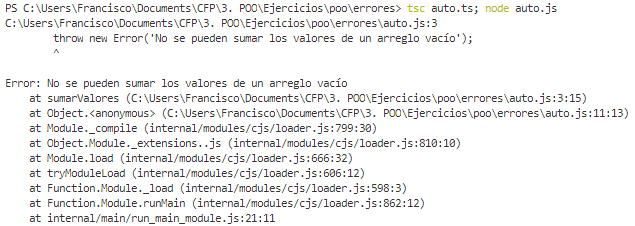 PS C:\Users\Francisco\Documents\CFP\3. POO\Ejercicios\poo\errores> tsc auto.ts; node auto.js
C:\Users\Francisco\Documents\CFP\3. POO\Ejercicios\poo\errores\auto.js:3
        throw new Error('No se pueden sumar los valores de un arreglo vacío');
        ^

Error: No se pueden sumar los valores de un arreglo vacío
    at sumarValores (C:\Users\Francisco\Documents\CFP\3. POO\Ejercicios\poo\errores\auto.js:3:15)
    at Object.<anonymous> (C:\Users\Francisco\Documents\CFP\3. POO\Ejercicios\poo\errores\auto.js:11:13)
    at Module._compile (internal/modules/cjs/loader.js:799:30)
    at Object.Module._extensions..js (internal/modules/cjs/loader.js:810:10)
    at Module.load (internal/modules/cjs/loader.js:666:32)
    at tryModuleLoad (internal/modules/cjs/loader.js:606:12)
    at Function.Module._load (internal/modules/cjs/loader.js:598:3)
    at Function.Module.runMain (internal/modules/cjs/loader.js:862:12)
    at internal/main/run_main_module.js:21:11